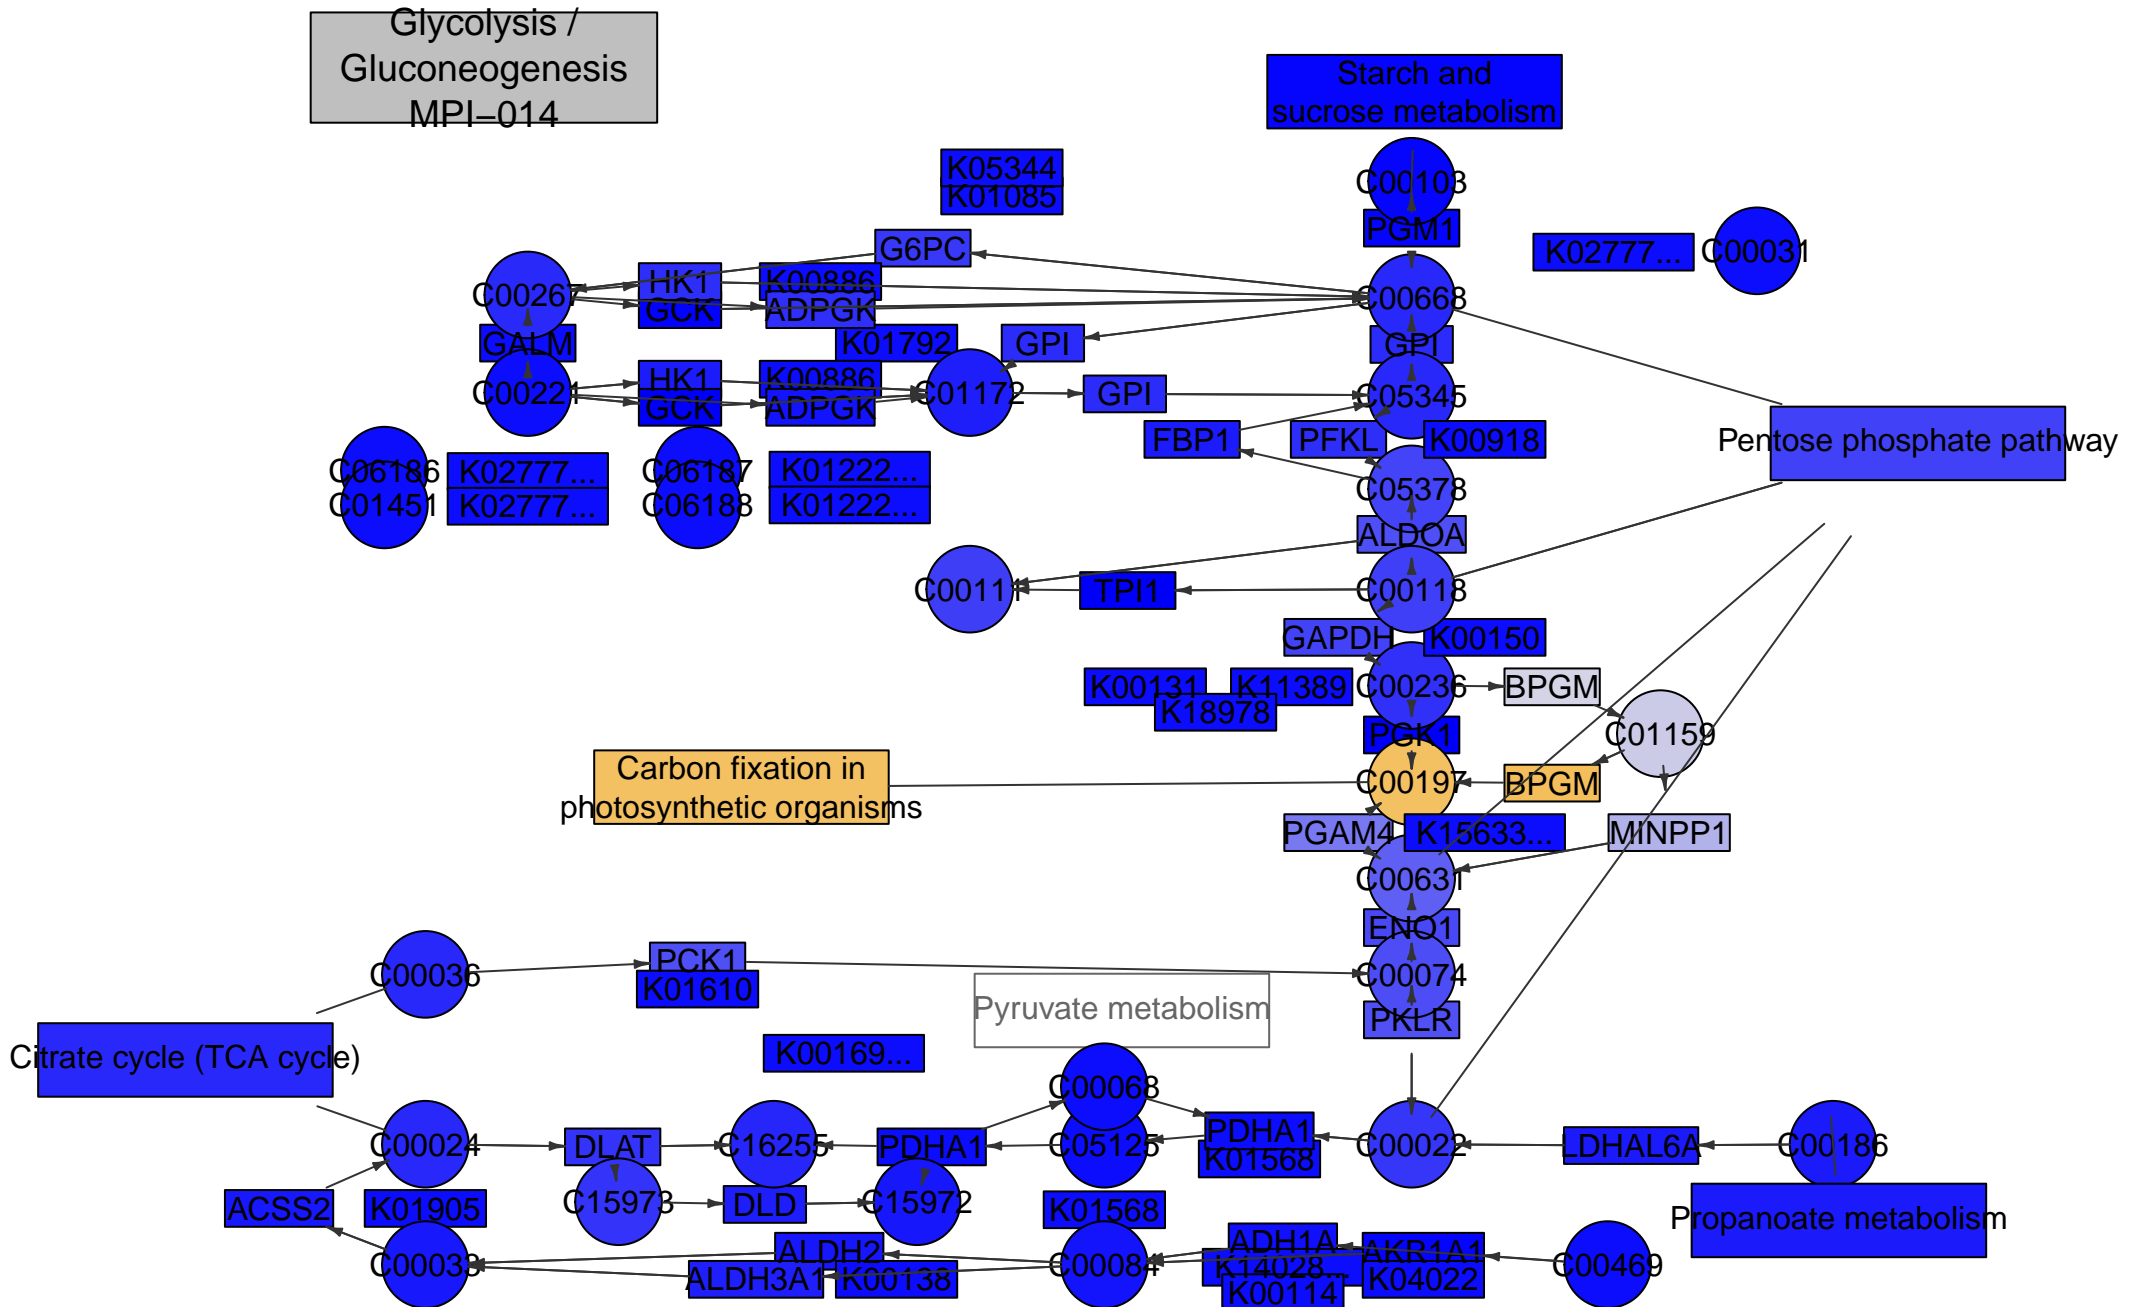 Glycolysis /
Gluconeogenesis
MPI−014
Starch and
sucrose metabolism
K05344
K01085
C00103
PGM1
G6PC
K02777...
C00031
C00267
HK1
K00886
GCK
ADPGK
C00668
GALM
K01792
GPI
GPI
C00221
HK1
K00886
GCK
ADPGK
C01172
GPI
C05345
FBP1
PFKL
K00918
Pentose phosphate pathway
C06186
K02777...
C06187
K01222...
C05378
C01451
K02777...
C06188
K01222...
ALDOA
C00111
TPI1
C00118
GAPDH
K00150
K00131
K11389
C00236
BPGM
K18978
PGK1
C01159
Carbon fixation in
photosynthetic organisms
C00197
BPGM
PGAM4
K15633...
MINPP1
C00631
ENO1
C00036
PCK1
K01610
C00074
Pyruvate metabolism
PKLR
Citrate cycle (TCA cycle)
K00169...
C00068
C00024
DLAT
C16255
PDHA1
C05125
PDHA1
K01568
C00022
LDHAL6A
C00186
ACSS2
K01905
C15973
DLD
C15972
K01568
Propanoate metabolism
C00033
ALDH2
ALDH3A1
K00138
C00084
ADH1A
K14028...
K00114
AKR1A1
K04022
C00469